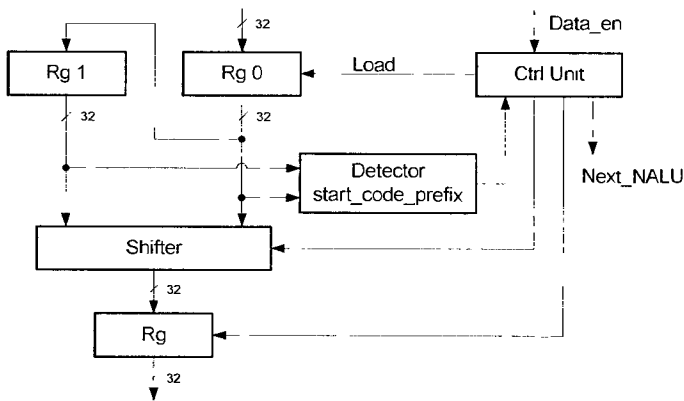 32
Data_en
Rg 1
Rg 0
Load
Ctrl Unit
32
32
Detector
start_code_prefix
Next_NALU
Shifter
32
Rg
32